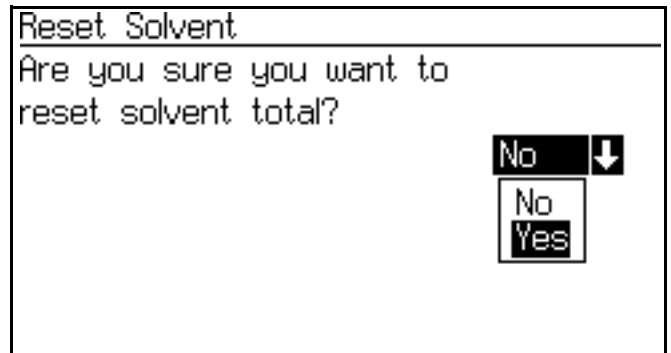 Reset Solvent
Are you sure you want to
reset solvent total?
No
No
Yes